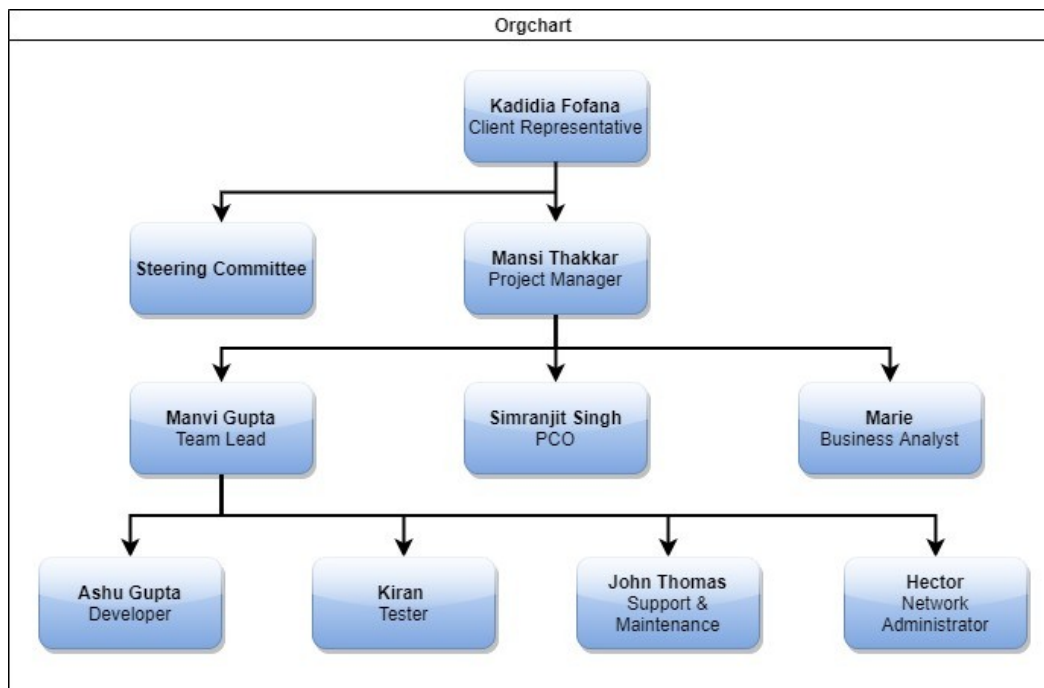 Orgchart
Kadidia Fofana
Client Representative
Steering Committee
Mansi Thakkar
Project Manager
Manvi Gupta
Team Lead
Simranjit Singh
PCO
Marie
Business Analyst
Ashu Gupta
Developer
Kiran
Tester
John Thomas
Support &
Maintenance
Hector
Network
Administrator